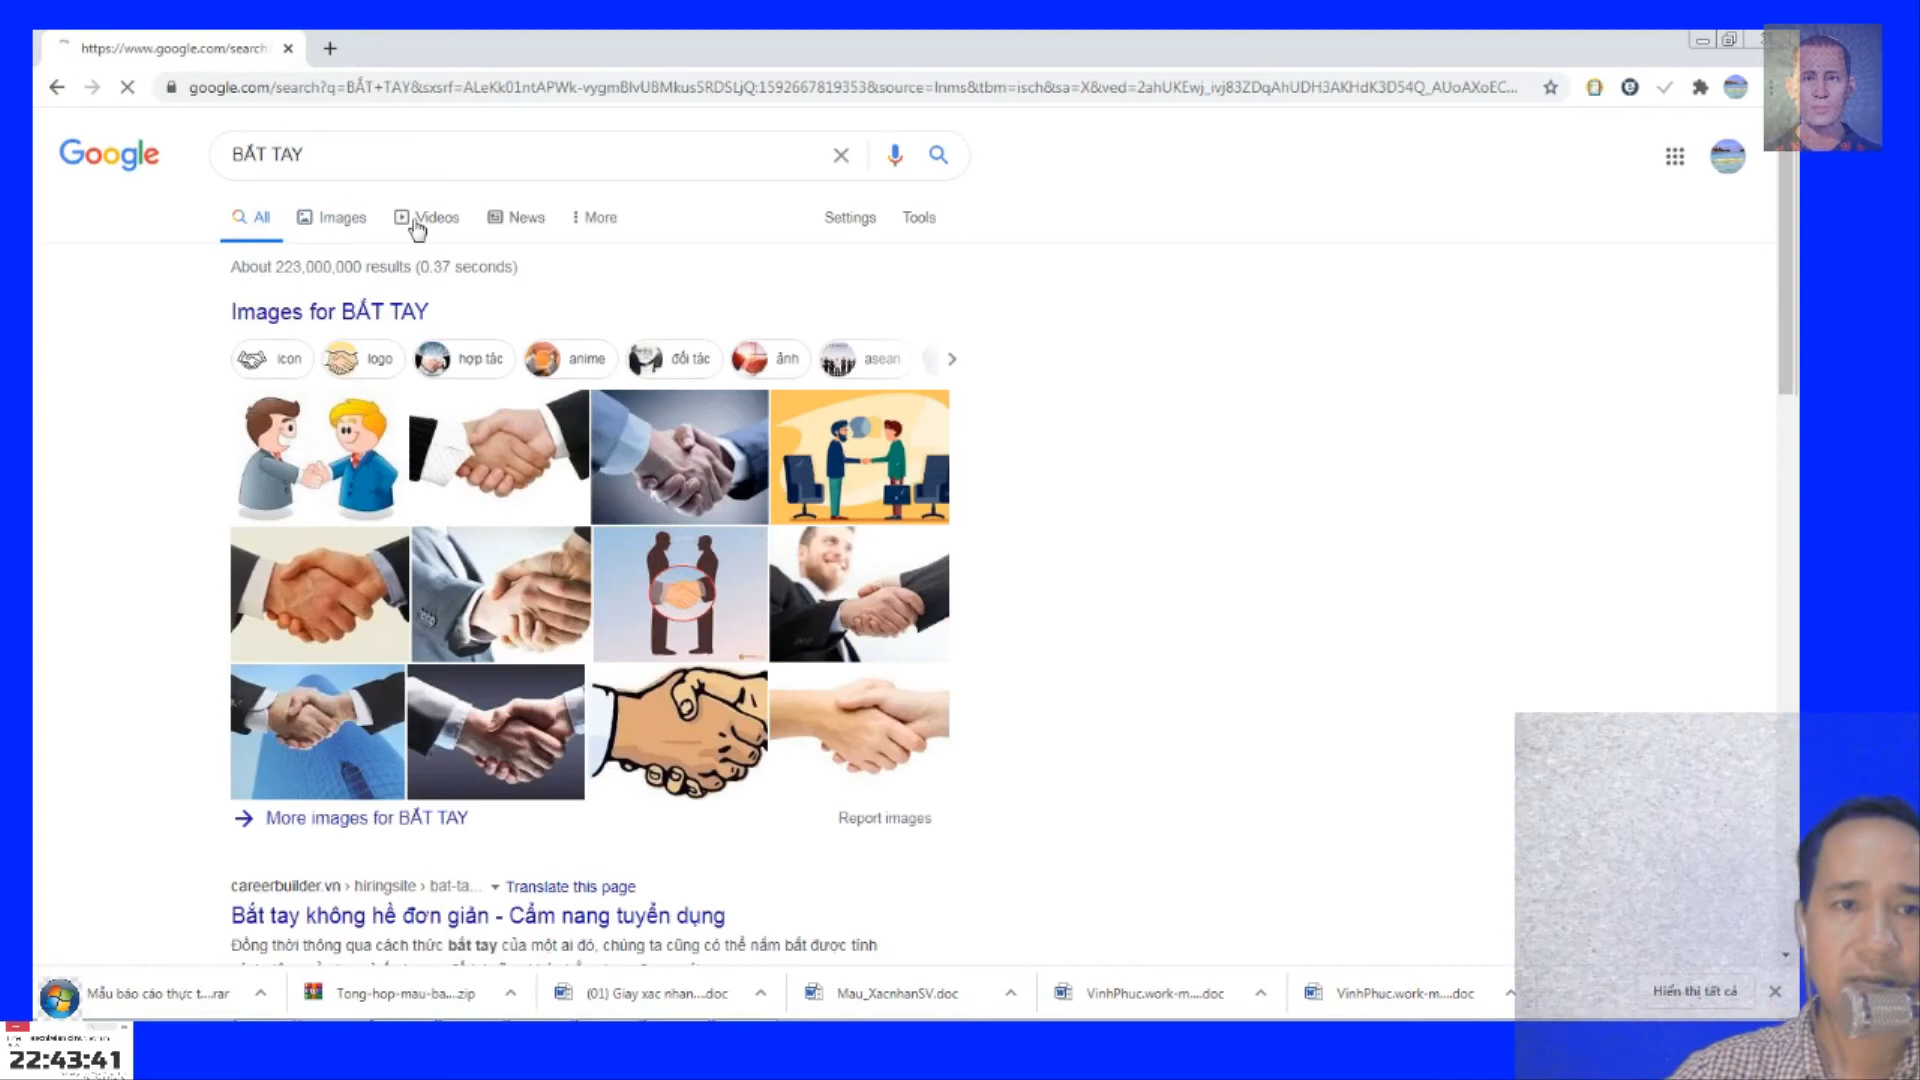 https://www.google.com/search
google.com/search?q=BẮT+TAY&sxsrf=ALeKk01ntAPWk-vygmBlvUBMkusSRDSLjQ:1592667819353&source=lnms&tbm=isch&sa=X&ved=2ahUKEwj_ivj83ZDqAhUDH3AKHdK3D54Q_AUoAXoEC...
Google
BẮT TAY
All Images Videos News More Settings Tools
About 223,000,000 results (0.37 seconds)
Images for BẮT TAY
icon logo hợp tác anime đối tác ảnh asean
More images for BẮT TAY Report images
careerbuilder.vn › hiringsite › bat-ta... Translate this page
Bắt tay không hề đơn giản - Cẩm nang tuyển dụng
Đồng thời thông qua cách thức bắt tay của một ai đó, chúng ta cũng có thể nắm bắt được tính
Mẫu báo cáo thực t....rar Tong-hop-mau-ba....zip (01) Giay xac nhan....doc Mau_XacnhanSV.doc VinhPhuc.work-m....doc VinhPhuc.work-m....doc Hiển thị tất cả
22:43:41